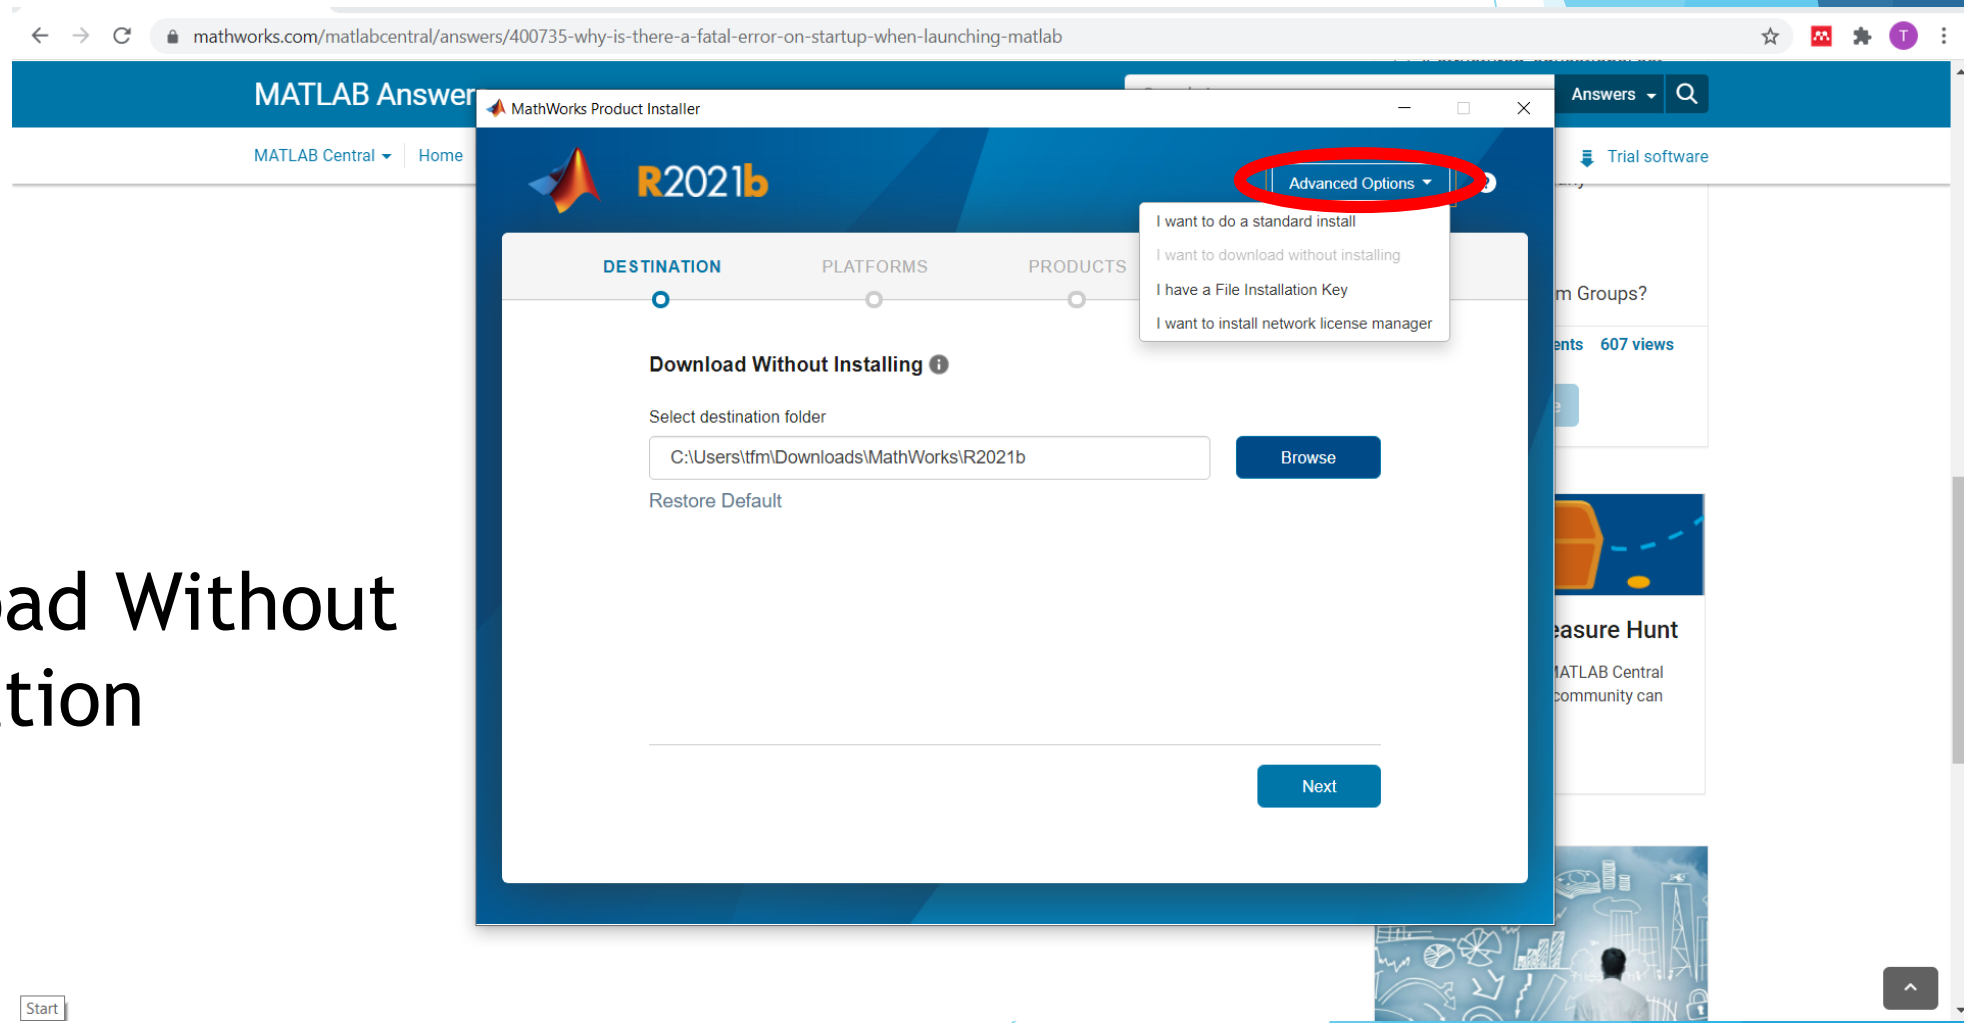 mathworks.com/matlabcentral/answers/400735-why-is-there-a-fatal-error-on-startup-when-launching-matlab
T
MATLAB Answer
Answers
MATLAB Central
Home
Trial software
MathWorks Product Installer
R2021b
Advanced Options
I want to do a standard install
I want to download without installing
I have a File Installation Key
I want to install network license manager
DESTINATION
PLATFORMS
PRODUCTS
Download Without Installing
Select destination folder
C:\Users\tfm\Downloads\MathWorks\R2021b
Browse
Restore Default
Next
m Groups?
ents 607 views
easure Hunt
MATLAB Central
community can
oad Without
tion
Start